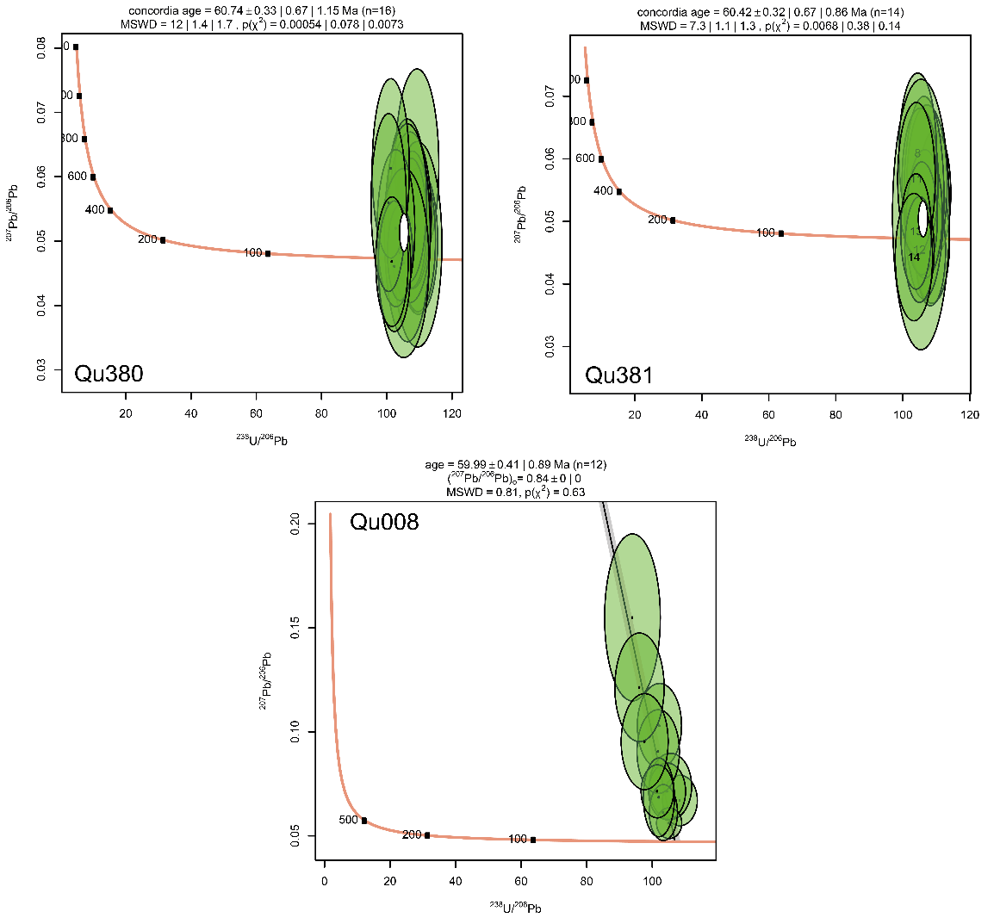 concordia age = 60.74 ± 0.33 | 0.67 | 1.15 Ma (n=16)
MSWD = 12 | 1.4 | 1.7 , p(χ²) = 0.00054 | 0.078 | 0.0073
0.08
0.07
0.06
0.05
0.04
0.03
²⁰⁷Pb/²⁰⁶Pb
0
00
800
600
400
200
100
Qu380
20 40 60 80 100 120
²³⁸U/²⁰⁶Pb
concordia age = 60.42 ± 0.32 | 0.67 | 0.86 Ma (n=14)
MSWD = 7.3 | 1.1 | 1.3 , p(χ²) = 0.0068 | 0.38 | 0.14
0.07
0.06
0.05
0.04
0.03
²⁰⁷Pb/²⁰⁶Pb
00
800
600
400
200
100
8
12
14
Qu381
20 40 60 80 100 120
²³⁸U/²⁰⁶Pb
age = 59.99 ± 0.41 | 0.89 Ma (n=12)
(²⁰⁷Pb/²⁰⁶Pb)ₒ= 0.84 ± 0 | 0
MSWD = 0.81, p(χ²) = 0.63
Qu008
0.20
0.15
0.10
0.05
²⁰⁷Pb/²⁰⁶Pb
500
200
100
0 20 40 60 80 100
²³⁸U/²⁰⁶Pb